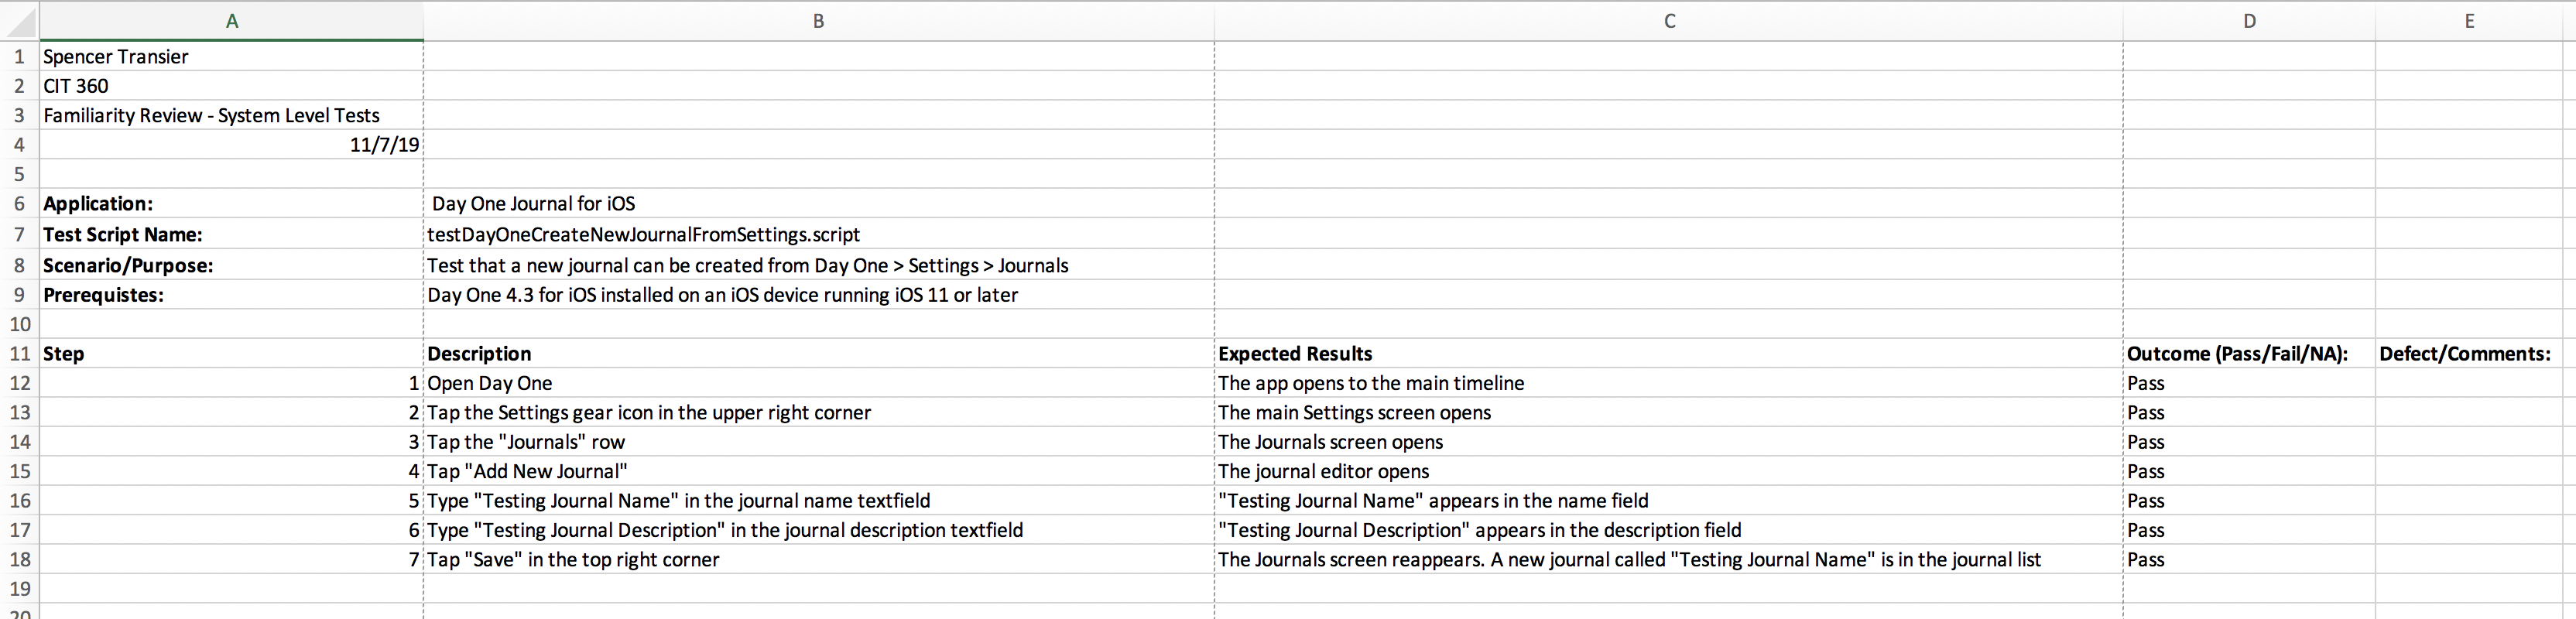 A B C D E
1 Spencer Transier
2 CIT 360
3 Familiarity Review - System Level Tests
4 11/7/19
5
6 Application: Day One Journal for iOS
7 Test Script Name: testDayOneCreateNewJournalFromSettings.script
8 Scenario/Purpose: Test that a new journal can be created from Day One > Settings > Journals
9 Prerequistes: Day One 4.3 for iOS installed on an iOS device running iOS 11 or later
10
11 Step Description Expected Results Outcome (Pass/Fail/NA): Defect/Comments:
12 1 Open Day One The app opens to the main timeline Pass
13 2 Tap the Settings gear icon in the upper right corner The main Settings screen opens Pass
14 3 Tap the "Journals" row The Journals screen opens Pass
15 4 Tap "Add New Journal" The journal editor opens Pass
16 5 Type "Testing Journal Name" in the journal name textfield "Testing Journal Name" appears in the name field Pass
17 6 Type "Testing Journal Description" in the journal description textfield "Testing Journal Description" appears in the description field Pass
18 7 Tap "Save" in the top right corner The Journals screen reappears. A new journal called "Testing Journal Name" is in the journal list Pass
19
20